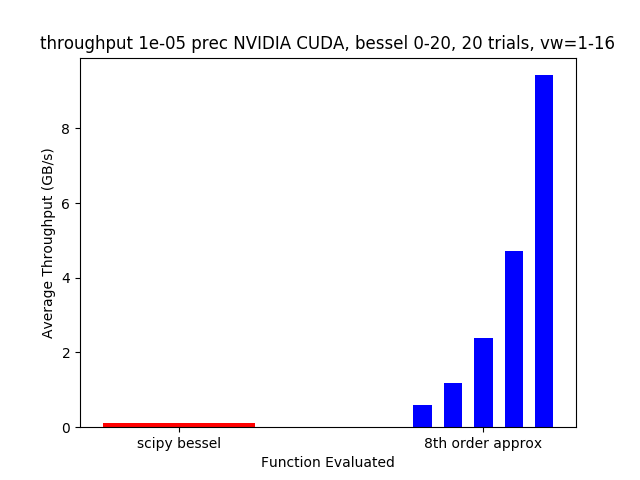 throughput 1e-05 prec NVIDIA CUDA, bessel 0-20, 20 trials, vw=1-16
Average Throughput (GB/s)
8
6
4
2
0
scipy bessel
8th order approx
Function Evaluated